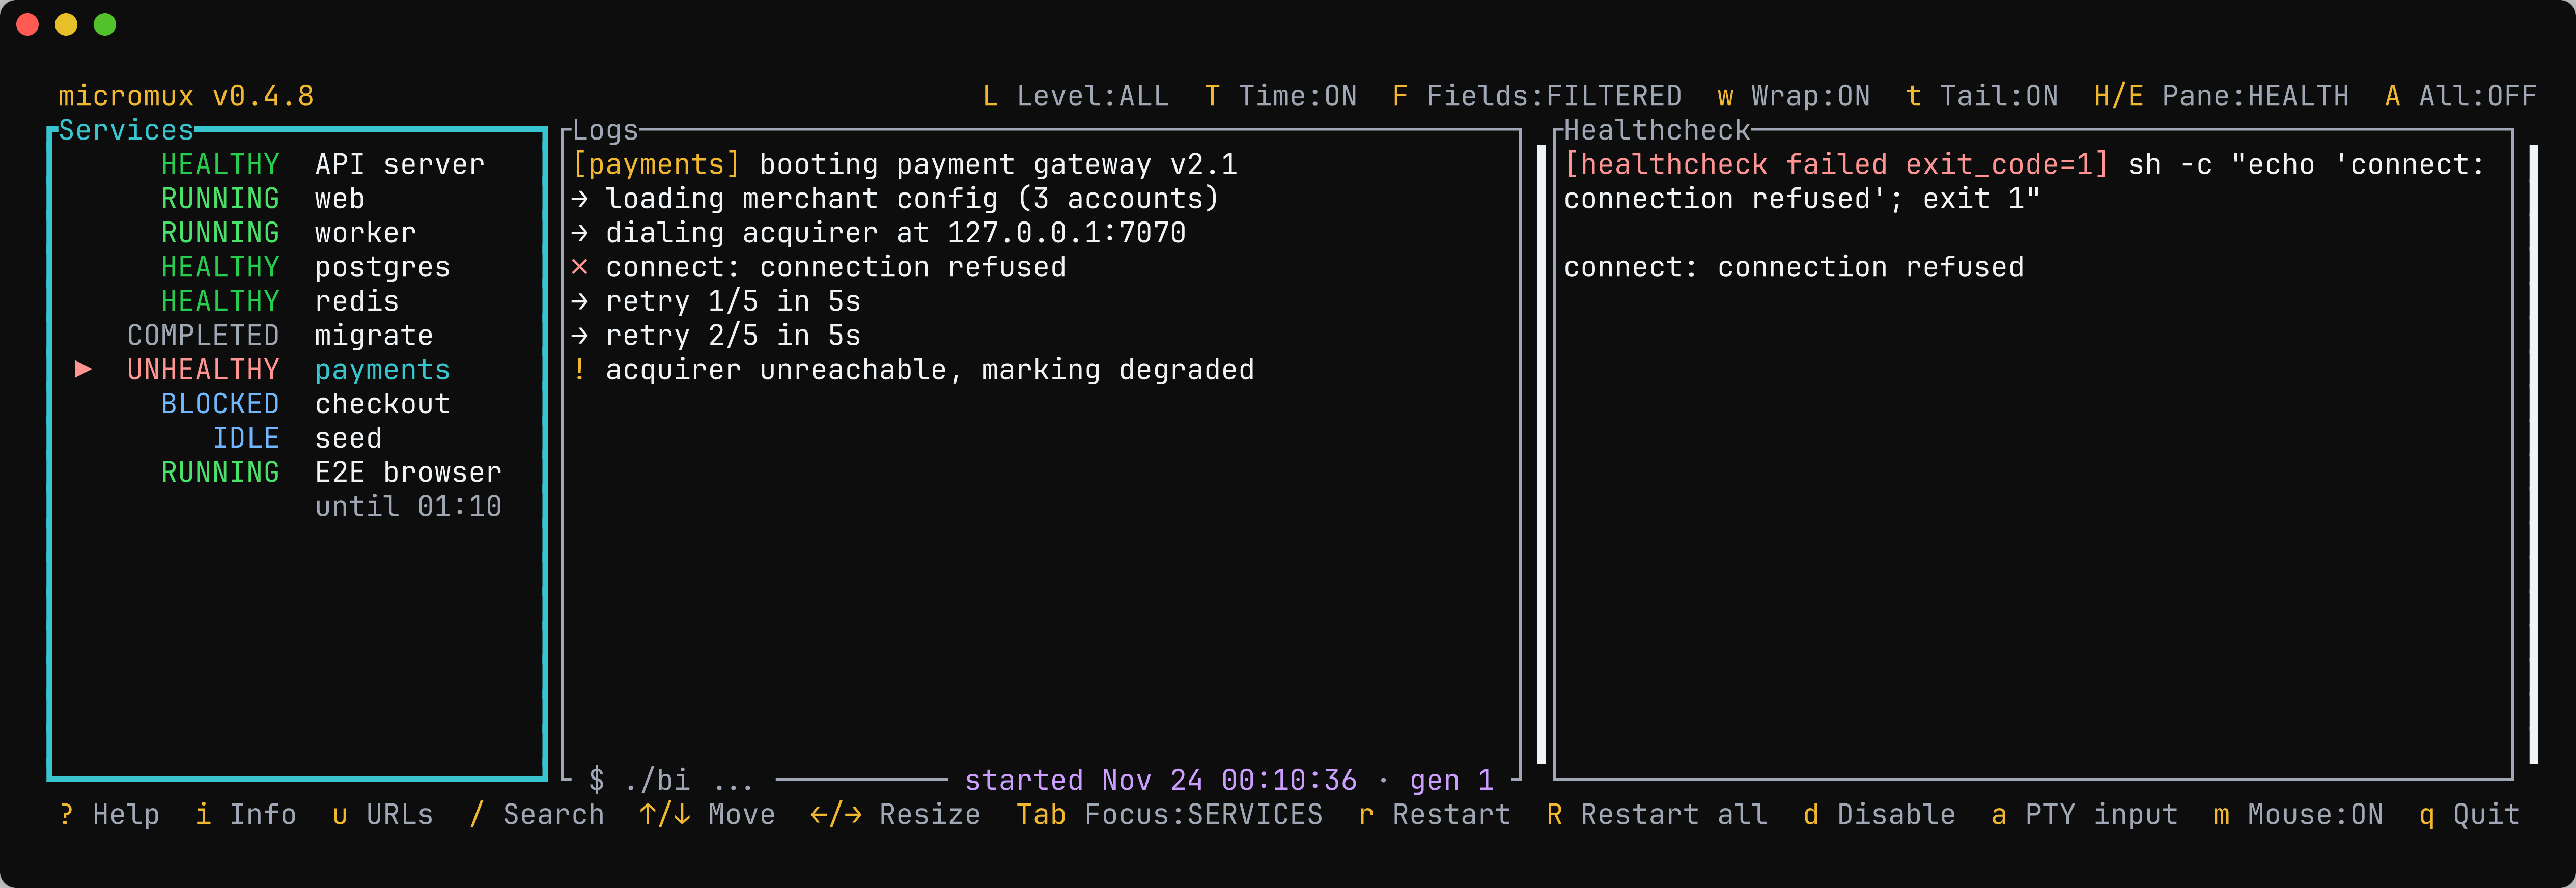 micromux v0.4.8
L Level:ALL T Time:ON F Fields:FILTERED w Wrap:ON t Tail:ON H/E Pane:HEALTH A All:OFF
Services
HEALTHY API server
RUNNING web
RUNNING worker
HEALTHY postgres
HEALTHY redis
COMPLETED migrate
► UNHEALTHY payments
BLOCKED checkout
IDLE seed
RUNNING E2E browser
until 01:10
Logs
[payments] booting payment gateway v2.1
→ loading merchant config (3 accounts)
→ dialing acquirer at 127.0.0.1:7070
× connect: connection refused
→ retry 1/5 in 5s
→ retry 2/5 in 5s
! acquirer unreachable, marking degraded
$ ./bi ... started Nov 24 00:10:36 · gen 1
Healthcheck
[healthcheck failed exit_code=1] sh -c "echo 'connect:
connection refused'; exit 1"
connect: connection refused
? Help i Info u URLs / Search ↑/↓ Move ←/→ Resize Tab Focus:SERVICES r Restart R Restart all d Disable a PTY input m Mouse:ON q Quit